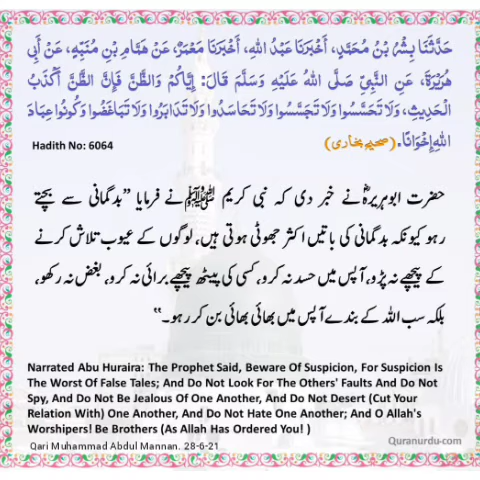 حَدَّثَنَا بِشْرُ بْنُ مُحَمَّدٍ، أَخْبَرَنَا عَبْدُ اللهِ، أَخْبَرَنَا مَعْمَرٌ، عَنْ هَمَّامِ بْنِ مُنَبِّهٍ، عَنْ أَبِي
هُرَيْرَةَ، عَنِ النَّبِيِّ صَلَّى اللهُ عَلَيْهِ وَسَلَّمَ قَالَ: إِيَّاكُمْ وَالظَّنَّ فَإِنَّ الظَّنَّ أَكْذَبُ
الْحَدِيثِ، وَلَا تَحَسَّسُوا وَلَا تَجَسَّسُوا وَلَا تَحَاسَدُوا وَلَا تَدَابَرُوا وَلَا تَبَاغَضُوا وَكُونُوا عِبَادَ
اللهِ إِخْوَانًا۔ (صحیح بخاری)
Hadith No: 6064
حضرت ابوہریرہؓ نے خبر دی کہ نبی کریم ﷺ نے فرمایا ”بدگمانی سے بچتے
رہو کیونکہ بدگمانی کی باتیں اکثر جھوٹی ہوتی ہیں، لوگوں کے عیوب تلاش کرنے
کے پیچھے نہ پڑو، آپس میں حسد نہ کرو، کسی کی پیٹھ پیچھے برائی نہ کرو، بغض نہ رکھو،
بلکہ سب اللہ کے بندے آپس میں بھائی بھائی بن کر رہو۔“
Narrated Abu Huraira: The Prophet Said, Beware Of Suspicion, For Suspicion Is
The Worst Of False Tales; And Do Not Look For The Others' Faults And Do Not
Spy, And Do Not Be Jealous Of One Another, And Do Not Desert (Cut Your
Relation With) One Another, And Do Not Hate One Another; And O Allah's
Worshipers! Be Brothers (As Allah Has Ordered You! )
Qari Muhammad Abdul Mannan. 28-6-21
Quranurdu-com